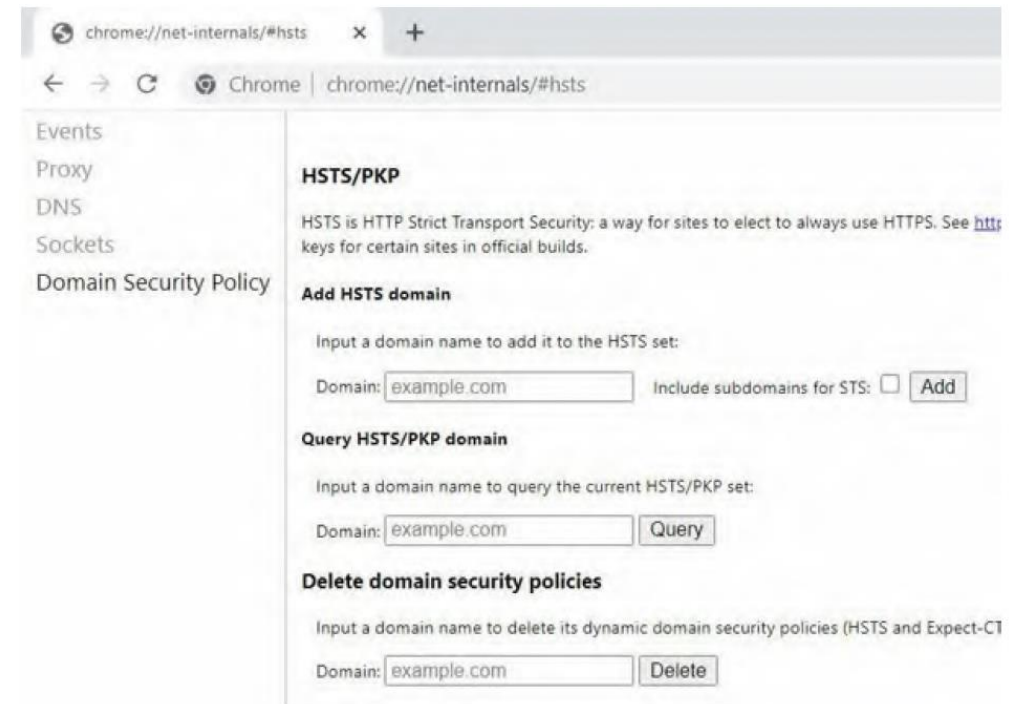 chrome://net-internals/#hsts
Chrome | chrome://net-internals/#hsts
Events
Proxy
DNS
Sockets
Domain Security Policy
HSTS/PKP
HSTS is HTTP Strict Transport Security: a way for sites to elect to always use HTTPS. See
keys for certain sites in official builds.
Add HSTS domain
Input a domain name to add it to the HSTS set:
Domain: example.com Include subdomains for STS: Add
Query HSTS/PKP domain
Input a domain name to query the current HSTS/PKP set:
Domain: example.com Query
Delete domain security policies
Input a domain name to delete its dynamic domain security policies (HSTS and Expect-CT
Domain: example.com Delete